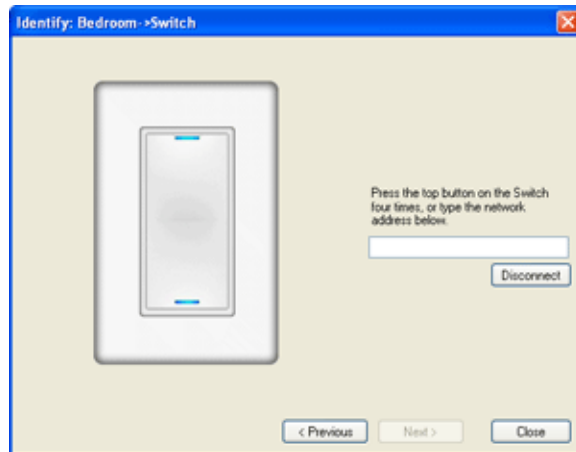 Identify: Bedroom->Switch
Press the top button on the Switch
four times, or type the network
address below.
Disconnect
< Previous
Next >
Close